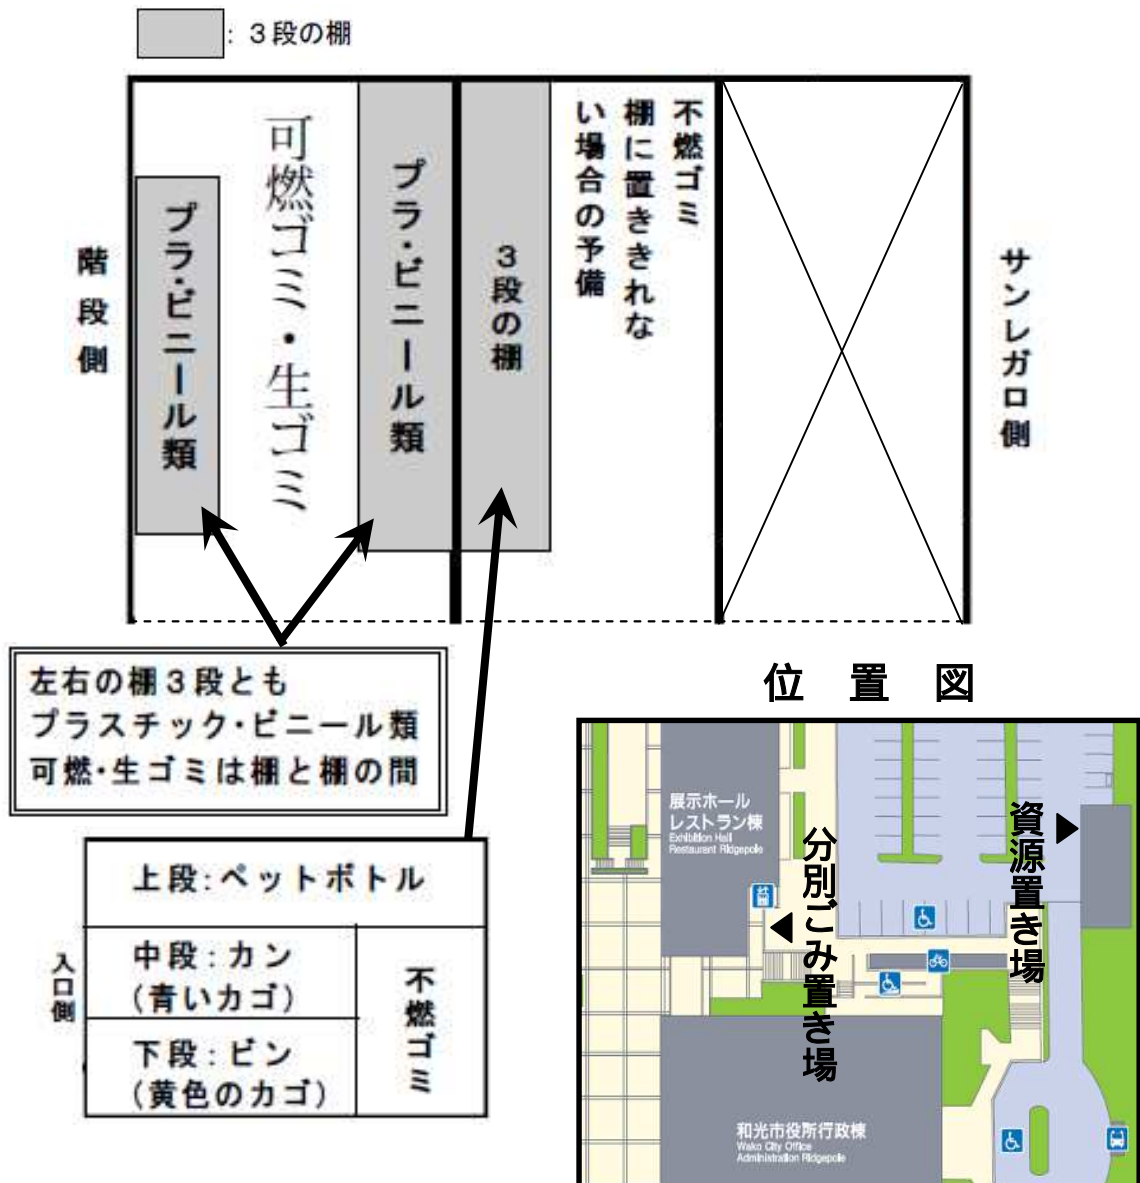 ：３段の棚
階段側
プラ・ビニール類
可燃ゴミ・生ゴミ
プラ・ビニール類
３段の棚
不燃ゴミ
棚に置ききれな
い場合の予備
サンレガロ側
左右の棚３段とも
プラスチック・ビニール類
可燃・生ゴミは棚と棚の間
上段：ペットボトル
入口側
中段：カン
（青いカゴ）
下段：ビン
（黄色のカゴ）
不燃ゴミ
位置図
展示ホール
レストラン棟
Exhibition Hall
Restaurant Ridgepole
分別ごみ置き場
資源置き場
和光市役所行政棟
Wako City Office
Administration Ridgepole